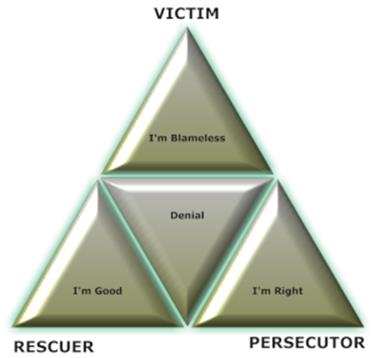 VICTIM
I'm Blameless
Denial
I'm Good
I'm Right
RESCUER
PERSECUTOR